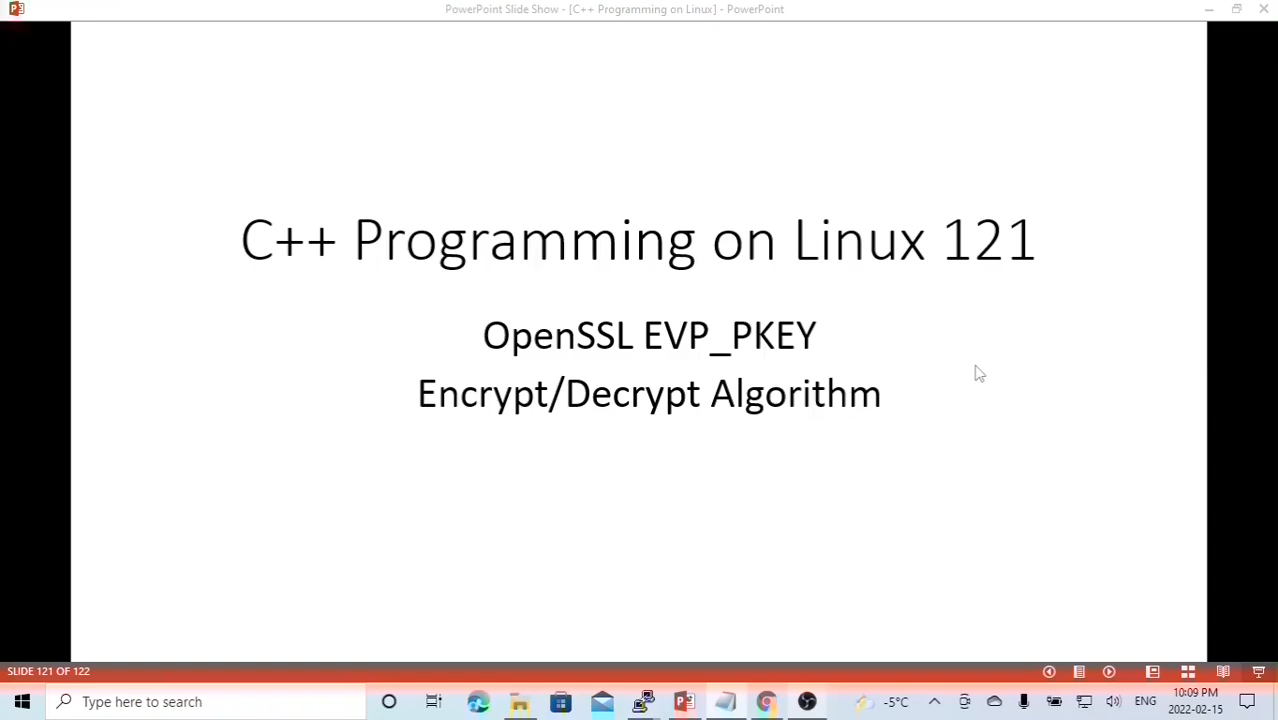 PowerPoint Slide Show - [C++ Programming on Linux] - PowerPoint
C++ Programming on Linux 121
OpenSSL EVP_PKEY
Encrypt/Decrypt Algorithm
SLIDE 121 OF 122
Type here to search
-5°C
ENG
10:09 PM
2022-02-15